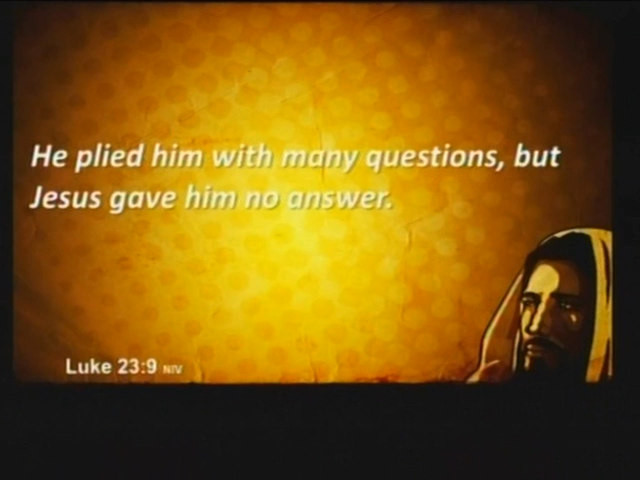 He plied him with many questions, but
Jesus gave him no answer.
Luke 23:9 NIV